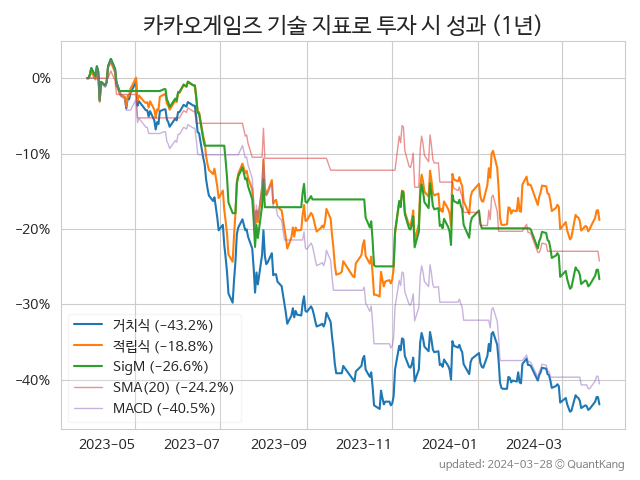 카카오게임즈 기술 지표로 투자 시 성과 (1년)
0%
−10%
−20%
−30%
−40%
거치식 (−43.2%)
적립식 (−18.8%)
SigM (−26.6%)
SMA(20) (−24.2%)
MACD (−40.5%)
2023-05 2023-07 2023-09 2023-11 2024-01 2024-03
updated: 2024-03-28 ⓒ QuantKang